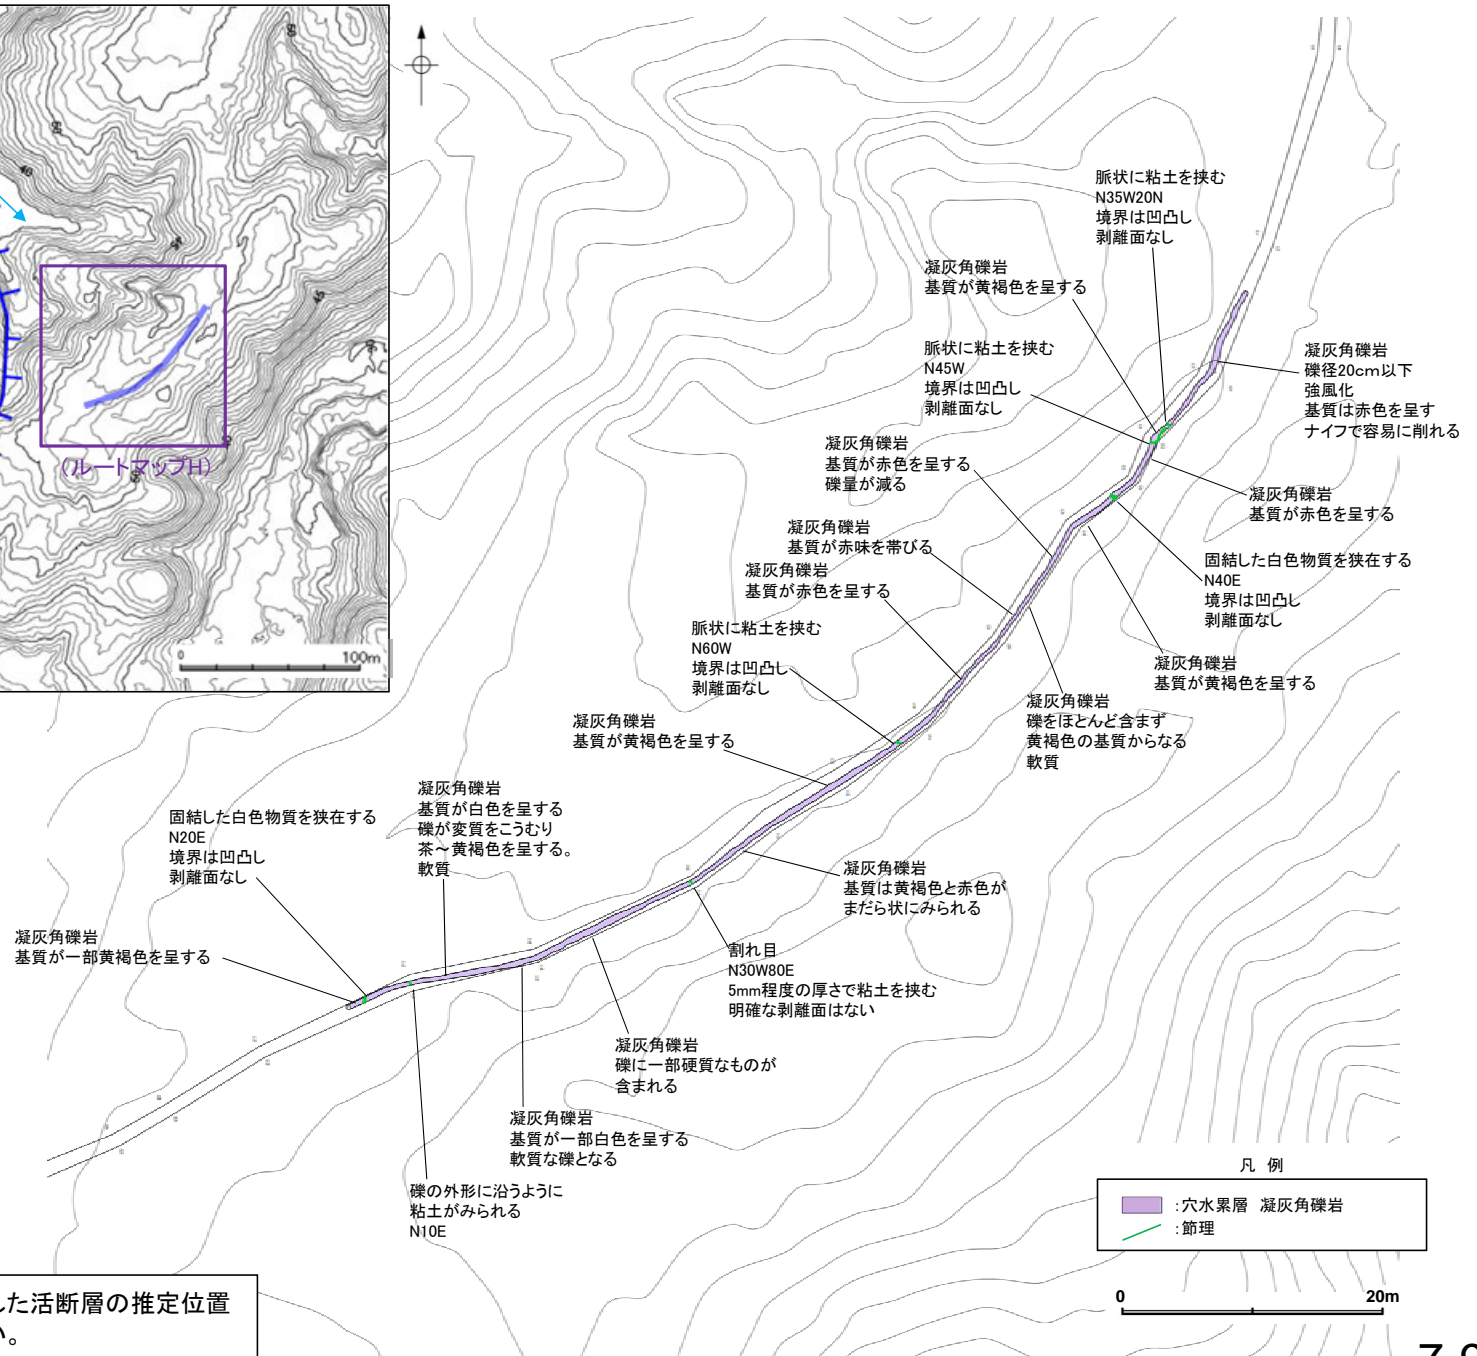 脈状に粘土を挟む
N35W20N
境界は凹凸し
剥離面なし
凝灰角礫岩
基質が黄褐色を呈する
脈状に粘土を挟む
N45W
境界は凹凸し
剥離面なし
凝灰角礫岩
礫径20cm以下
強風化
基質は赤色を呈す
ナイフで容易に削れる
凝灰角礫岩
基質が赤色を呈する
礫量が減る
凝灰角礫岩
基質が赤色を呈する
凝灰角礫岩
基質が赤味を帯びる
凝灰角礫岩
基質が赤色を呈する
固結した白色物質を狭在する
N40E
境界は凹凸し
剥離面なし
脈状に粘土を挟む
N60W
境界は凹凸し
剥離面なし
凝灰角礫岩
基質が黄褐色を呈する
凝灰角礫岩
礫をほとんど含まず
黄褐色の基質からなる
軟質
凝灰角礫岩
基質が黄褐色を呈する
凝灰角礫岩
基質が白色を呈する
礫が変質をこうむり
茶～黄褐色を呈する。
軟質
固結した白色物質を狭在する
N20E
境界は凹凸し
剥離面なし
凝灰角礫岩
基質は黄褐色と赤色が
まだら状にみられる
凝灰角礫岩
基質が一部黄褐色を呈する
割れ目
N30W80E
5mm程度の厚さで粘土を挟む
明確な剥離面はない
凝灰角礫岩
礫に一部硬質なものが
含まれる
凝灰角礫岩
基質が一部白色を呈する
軟質な礫となる
礫の外形に沿うように
粘土がみられる
N10E
(ルートマップH)
0 100m
凡 例
:穴水累層 凝灰角礫岩
:節理
0 20m
た活断層の推定位置
い。